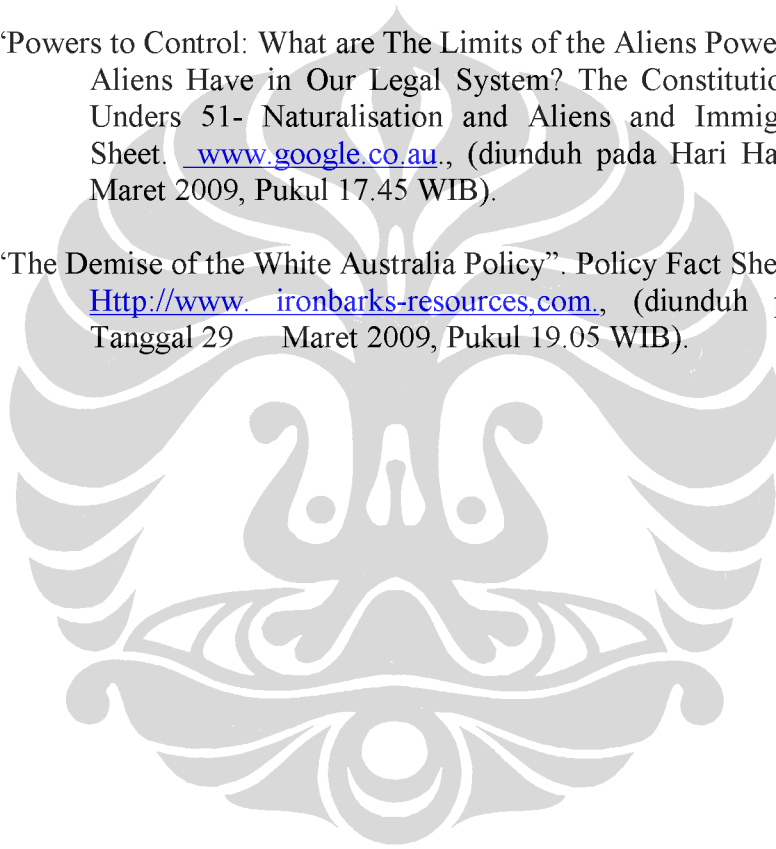 “Powers to Control: What are The Limits of the Aliens Powe
Aliens Have in Our Legal System? The Constitutio
Unders 51- Naturalisation and Aliens and Immig
Sheet. www.google.co.au., (diunduh pada Hari Ha
Maret 2009, Pukul 17.45 WIB).
“The Demise of the White Australia Policy”. Policy Fact She
Http://www. ironbarks-resources,com., (diunduh p
Tanggal 29 Maret 2009, Pukul 19.05 WIB).